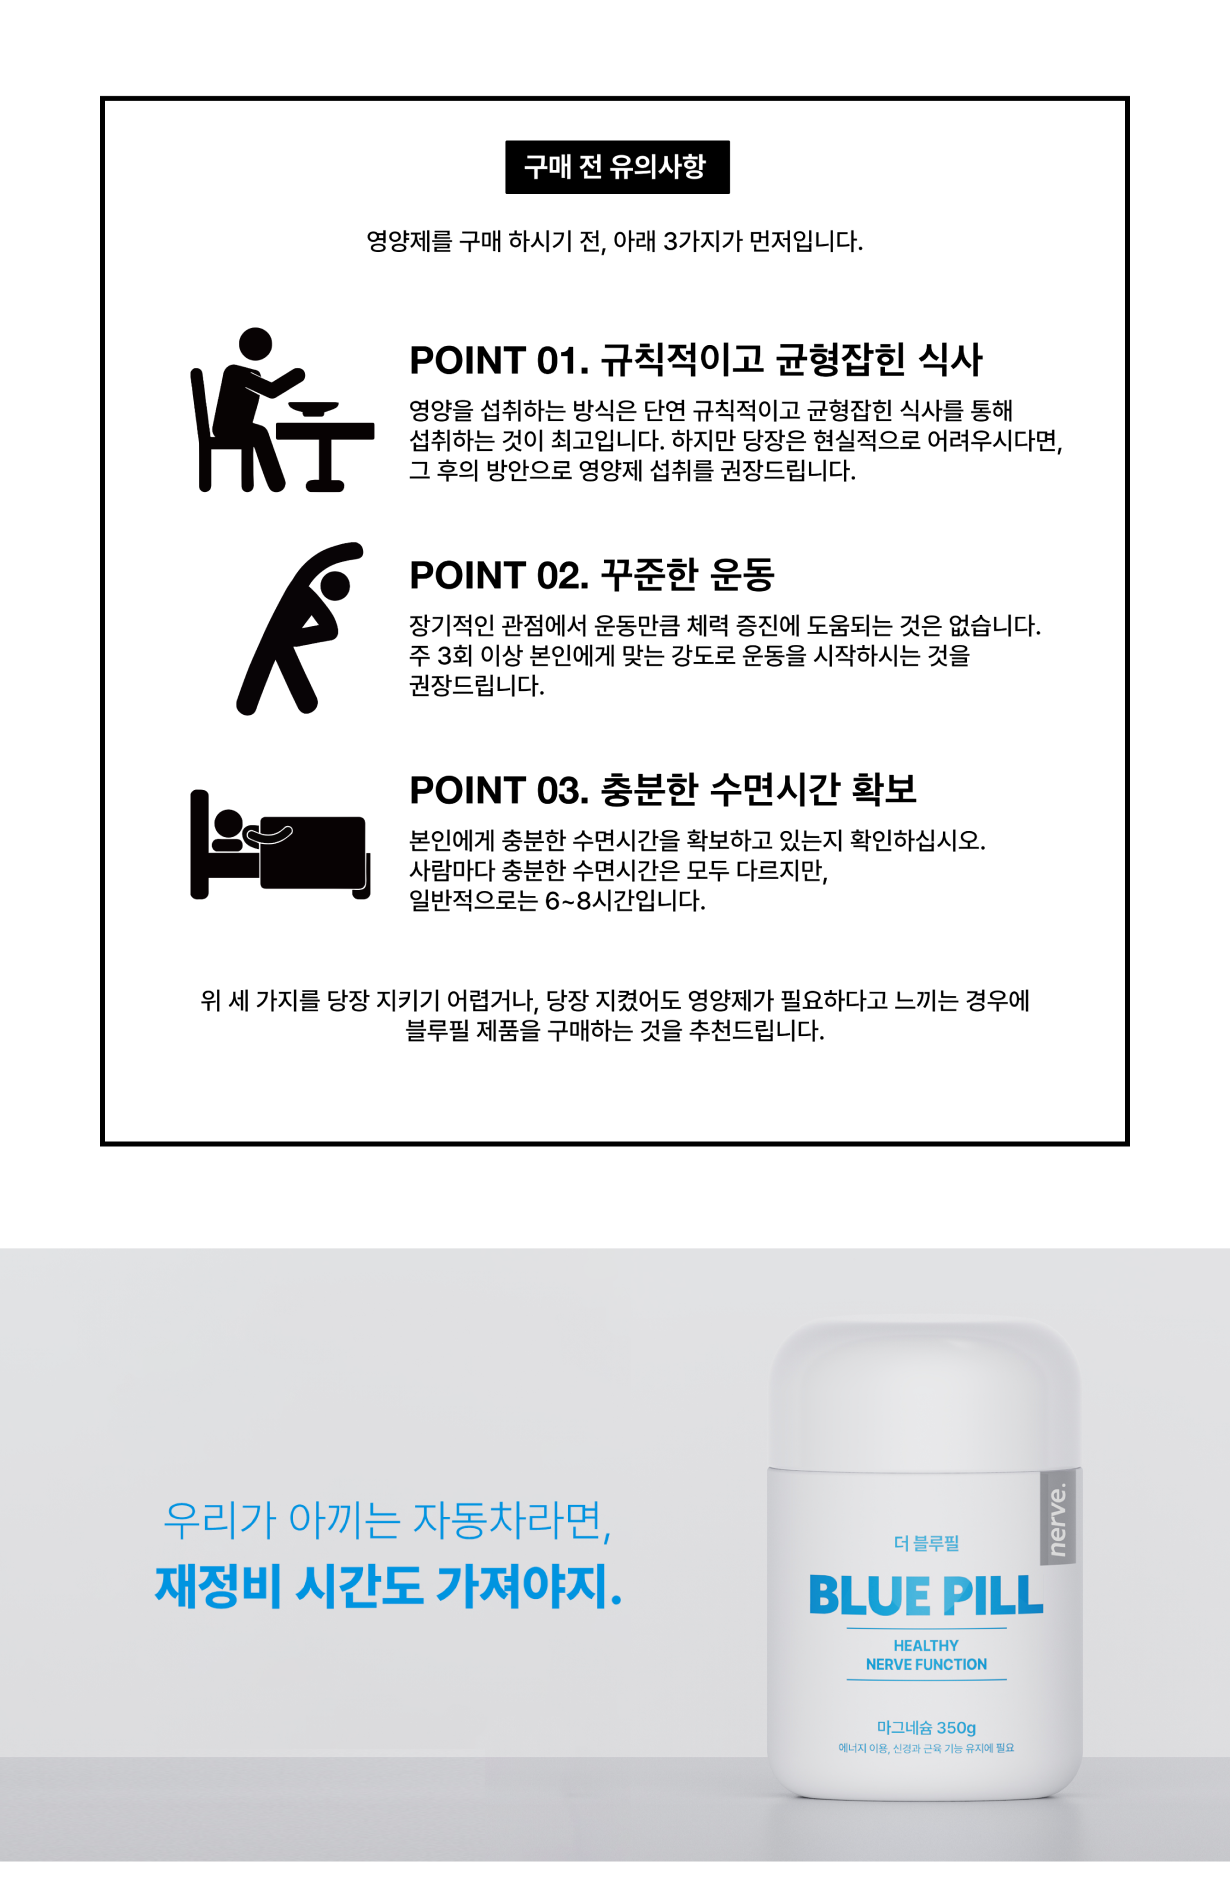 구매 전 유의사항
영양제를 구매 하시기 전, 아래 3가지가 먼저입니다.
POINT 01. 규칙적이고 균형잡힌 식사
영양을 섭취하는 방식은 단연 규칙적이고 균형잡힌 식사를 통해
섭취하는 것이 최고입니다. 하지만 당장은 현실적으로 어려우시다면,
그 후의 방안으로 영양제 섭취를 권장드립니다.
POINT 02. 꾸준한 운동
장기적인 관점에서 운동만큼 체력 증진에 도움되는 것은 없습니다.
주 3회 이상 본인에게 맞는 강도로 운동을 시작하시는 것을
권장드립니다.
POINT 03. 충분한 수면시간 확보
본인에게 충분한 수면시간을 확보하고 있는지 확인하십시오.
사람마다 충분한 수면시간은 모두 다르지만,
일반적으로는 6~8시간입니다.
위 세 가지를 당장 지키기 어렵거나, 당장 지켰어도 영양제가 필요하다고 느끼는 경우에
블루필 제품을 구매하는 것을 추천드립니다.
우리가 아끼는 자동차라면,
재정비 시간도 가져야지.
nerve.
더 블루필
BLUE PILL
HEALTHY
NERVE FUNCTION
마그네슘 350g
에너지 이용, 신경과 근육 기능 유지에 필요